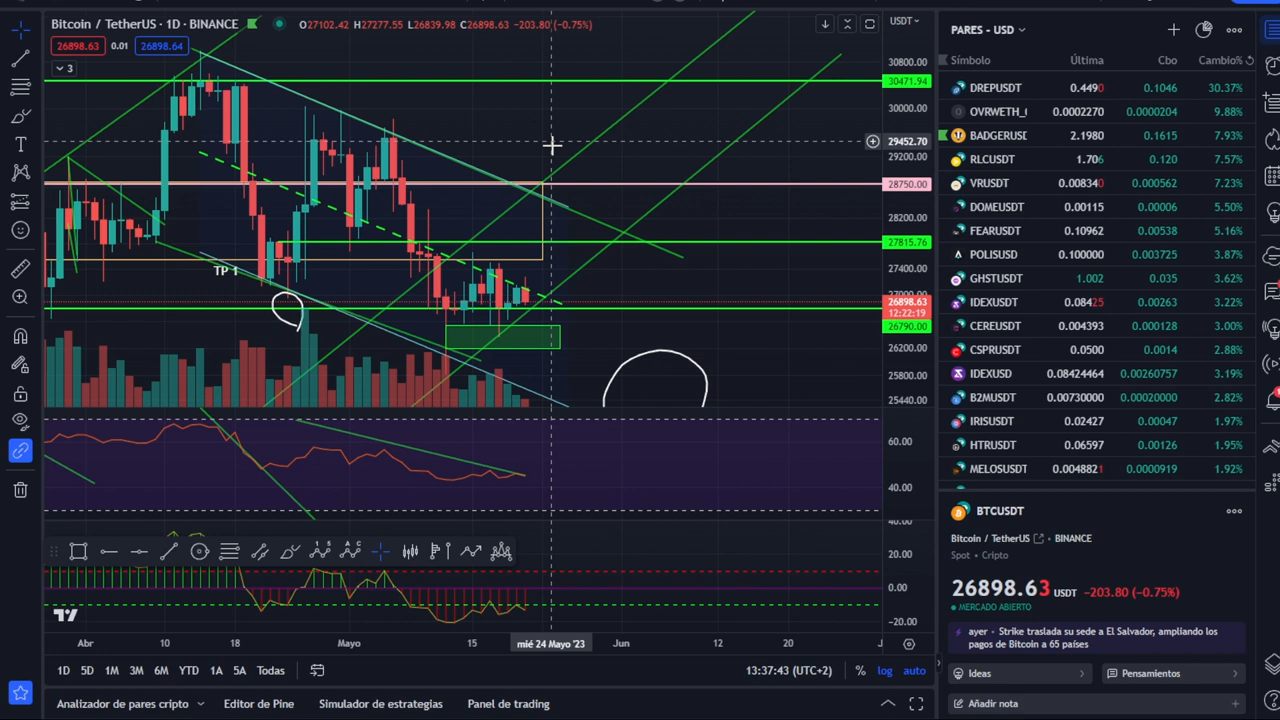 Bitcoin / TetherUS · 1D · BINANCE
O27102.42 H27277.55 L26839.98 C26898.63 −203.80 (−0.75%)
USDT
26898.63 0.01 26898.64
3
30800.00
30471.94
30000.00
29452.70
29200.00
28750.00
28200.00
27815.76
27400.00
27000.00
26898.63
12:22:19
26790.00
26200.00
25800.00
25440.00
TP 1
60.00
40.00
40.00
20.00
0.00
−20.00
Abr 10 18 Mayo 15 mié 24 Mayo '23 Jun 12 20
1D 5D 1M 3M 6M YTD 1A 5A Todas
13:37:43 (UTC+2) % log auto
Analizador de pares cripto Editor de Pine Simulador de estrategias Panel de trading
PARES - USD
Símbolo Última Cbo Cambio%
DREPUSDT 0.4490 0.1046 30.37%
OVRWETH_( 0.0002270 0.0000204 9.88%
BADGERUSD 2.1980 0.1615 7.93%
RLCUSDT 1.706 0.120 7.57%
VRUSDT 0.008340 0.000562 7.23%
DOMEUSDT 0.00115 0.00006 5.50%
FEARUSDT 0.10962 0.00538 5.16%
POLISUSD 0.100000 0.003725 3.87%
GHSTUSDT 1.002 0.035 3.62%
IDEXUSDT 0.08425 0.00263 3.22%
CEREUSDT 0.004393 0.000128 3.00%
CSPRUSDT 0.0500 0.0014 2.88%
IDEXUSD 0.08424464 0.00260757 3.19%
B2MUSDT 0.00730000 0.00020000 2.82%
IRISUSDT 0.02427 0.00047 1.97%
HTRUSDT 0.06597 0.00126 1.95%
MELOSUSDT 0.0048821 0.0000919 1.92%
BTCUSDT
Bitcoin / TetherUS · BINANCE
Spot • Cripto
26898.63 USDT −203.80 (−0.75%)
MERCADO ABIERTO
ayer · Strike traslada su sede a El Salvador, ampliando los
pagos de Bitcoin a 65 países
Ideas Pensamientos
Añadir nota